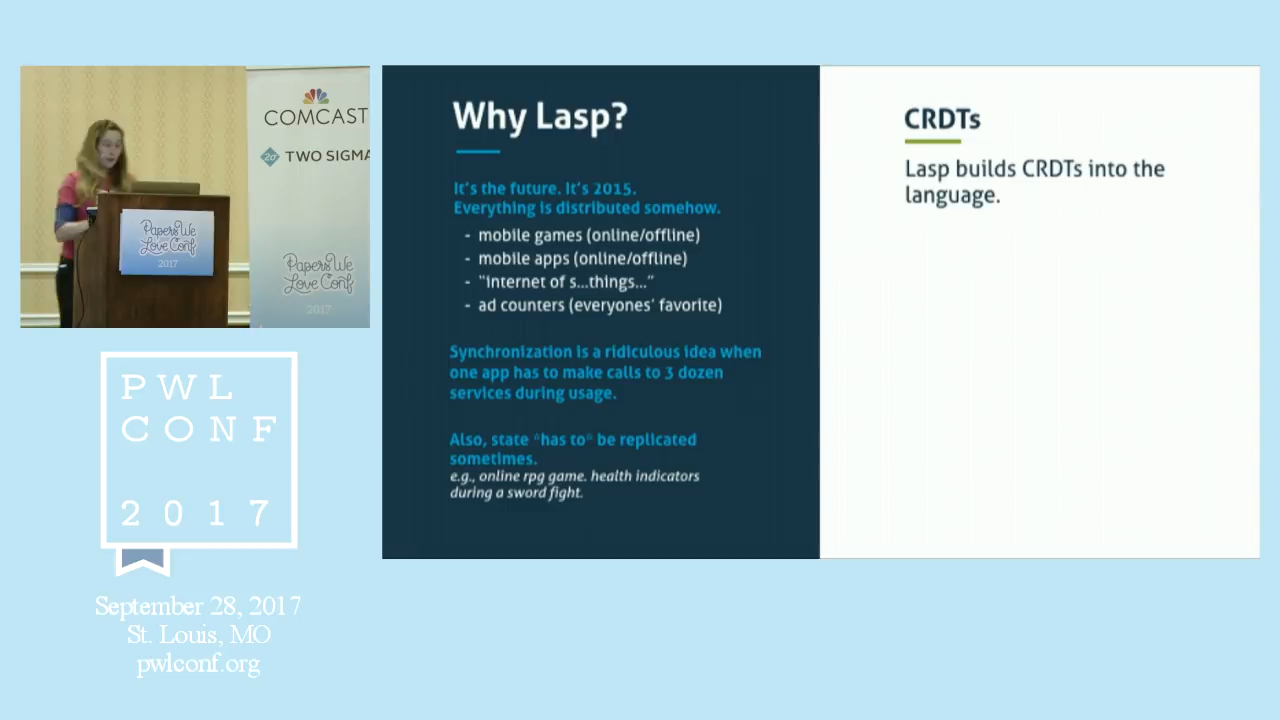 COMCAST
2σ TWO SIGMA
Papers We
Love Conf
2017
Papers We
Love Conf
2017
PWL
CONF
2017
September 28, 2017
St. Louis, MO
pwlconf.org
Why Lasp?
It's the future. It's 2015.
Everything is distributed somehow.
- mobile games (online/offline)
- mobile apps (online/offline)
- "internet of s...things..."
- ad counters (everyones' favorite)
Synchronization is a ridiculous idea when
one app has to make calls to 3 dozen
services during usage.
Also, state *has to* be replicated
sometimes.
e.g., online rpg game. health indicators
during a sword fight.
CRDTs
Lasp builds CRDTs into the
language.